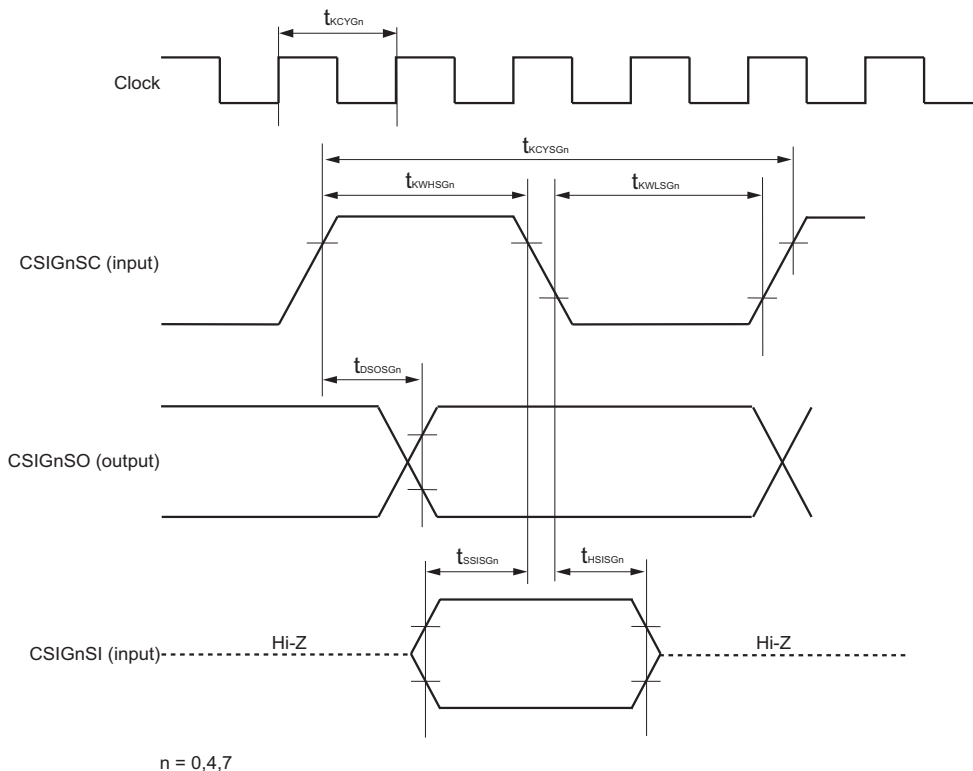 tKCYGn
Clock
tKCYSGn
tKWHSGn
tKWLSGn
CSIGnSC (input)
tDSOSGn
CSIGnSO (output)
tSSISGn
tHSISGn
CSIGnSI (input)
Hi-Z
Hi-Z
n = 0,4,7